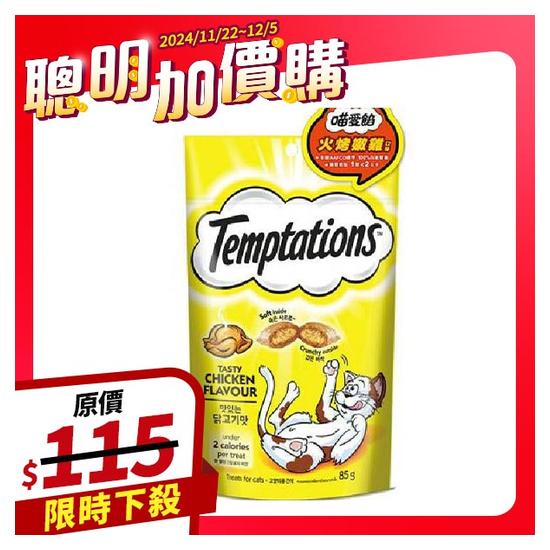 2024/11/22~12/5
聰明加價購
喵愛餡
火烤嫩雞
Temptations
Soft inside
Crunchy outside
TASTY
CHICKEN
FLAVOUR
맛있는
닭고기맛
under
2 calories
per treat
Treats for cats
85g
原價
$115
限時下殺